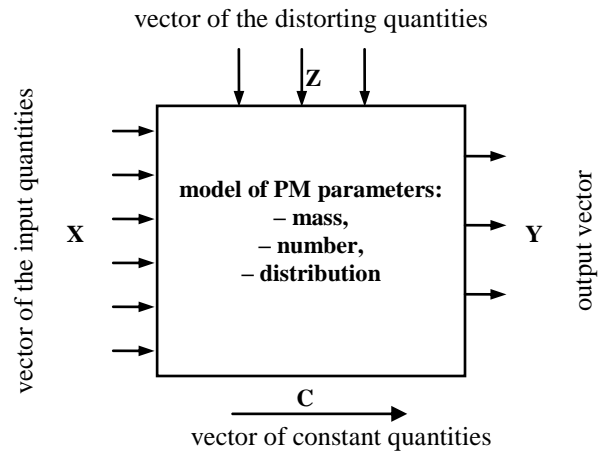 vector of the distorting quantities
Z
vector of the input quantities
X
model of PM parameters:
– mass,
– number,
– distribution
Y
output vector
C
vector of constant quantities